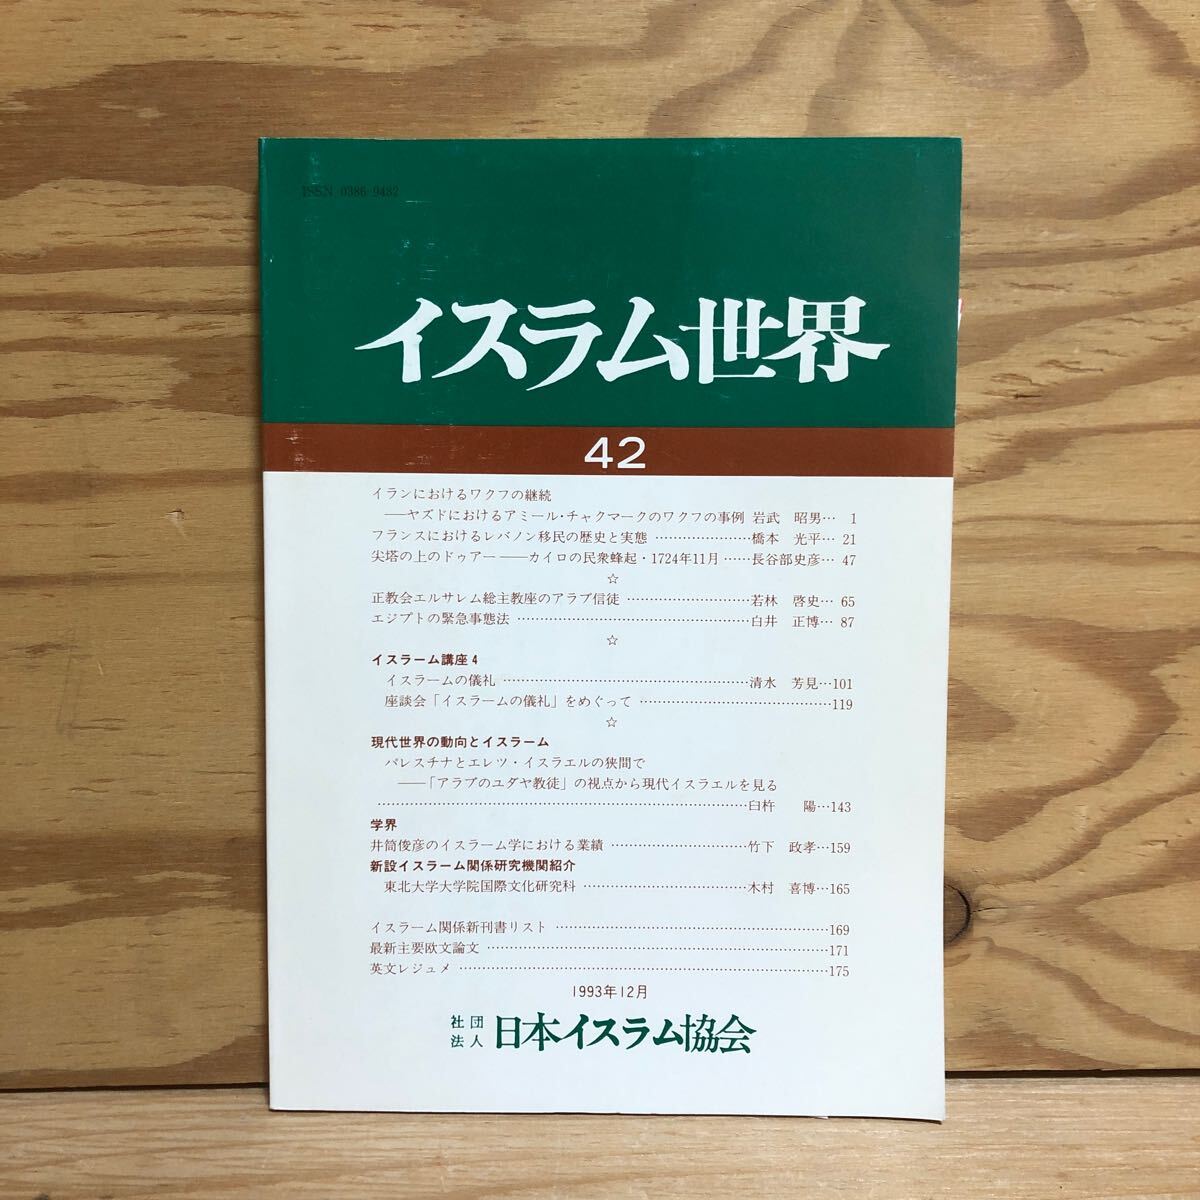 ISSN 0386-9482
イスラム世界
42
イランにおけるワクフの継続
――ヤズドにおけるアミール・チャクマークのワクフの事例 岩武 昭男… 1
フランスにおけるレバノン移民の歴史と実態…………………橋本 光平… 21
尖塔の上のドゥアー――カイロの民衆蜂起・1724年11月……長谷部史彦… 47
☆
正教会エルサレム総主教座のアラブ信徒………………………若林 啓史… 65
エジプトの緊急事態法……………………………………………白井 正博… 87
☆
イスラーム講座4
イスラームの儀礼…………………………………………………清水 芳見…101
座談会「イスラームの儀礼」をめぐって……………………………………119
☆
現代世界の動向とイスラーム
パレスチナとエレツ・イスラエルの狭間で
――「アラブのユダヤ教徒」の視点から現代イスラエルを見る
…………………………………………………………………………臼杵 陽…143
学界
井筒俊彦のイスラーム学における業績…………………………竹下 政孝…159
新設イスラーム関係研究機関紹介
東北大学大学院国際文化研究科…………………………………木村 喜博…165
イスラーム関係新刊書リスト…………………………………………………169
最新主要欧文論文………………………………………………………………171
英文レジュメ……………………………………………………………………175
1993年12月
社団法人 日本イスラム協会